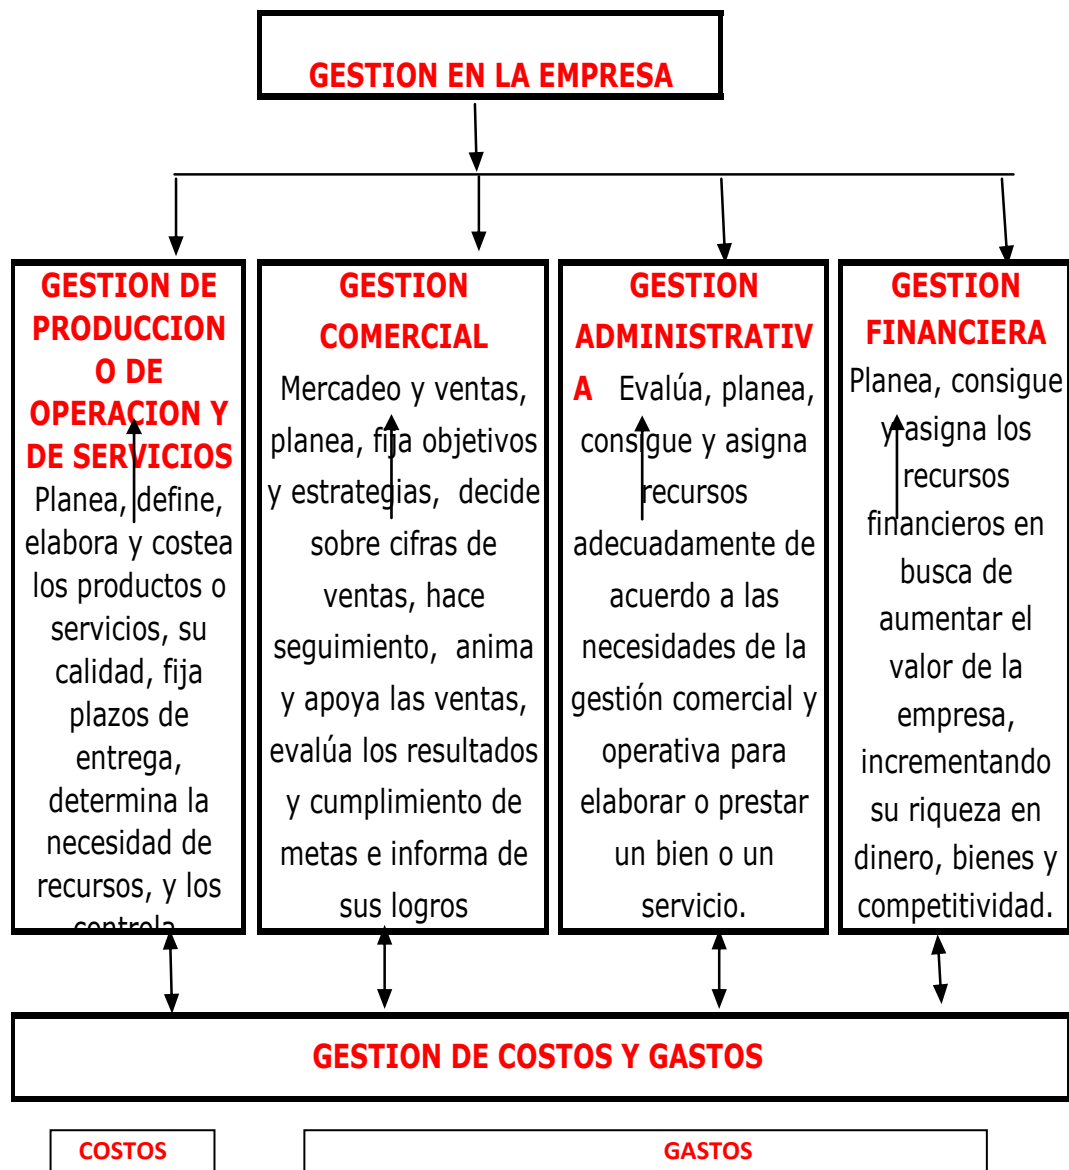 GESTION EN LA EMPRESA
GESTION DE
PRODUCCION
O DE
OPERACION Y
DE SERVICIOS
Planea, define,
elabora y costea
los productos o
servicios, su
calidad, fija
plazos de
entrega,
determina la
necesidad de
recursos, y los
controla
GESTION
COMERCIAL
Mercadeo y ventas,
planea, fija objetivos
y estrategias, decide
sobre cifras de
ventas, hace
seguimiento, anima
y apoya las ventas,
evalúa los resultados
y cumplimiento de
metas e informa de
sus logros
GESTION
ADMINISTRATIV
A Evalúa, planea,
consigue y asigna
recursos
adecuadamente de
acuerdo a las
necesidades de la
gestión comercial y
operativa para
elaborar o prestar
un bien o un
servicio.
GESTION
FINANCIERA
Planea, consigue
y asigna los
recursos
financieros en
busca de
aumentar el
valor de la
empresa,
incrementando
su riqueza en
dinero, bienes y
competitividad.
GESTION DE COSTOS Y GASTOS
COSTOS
GASTOS